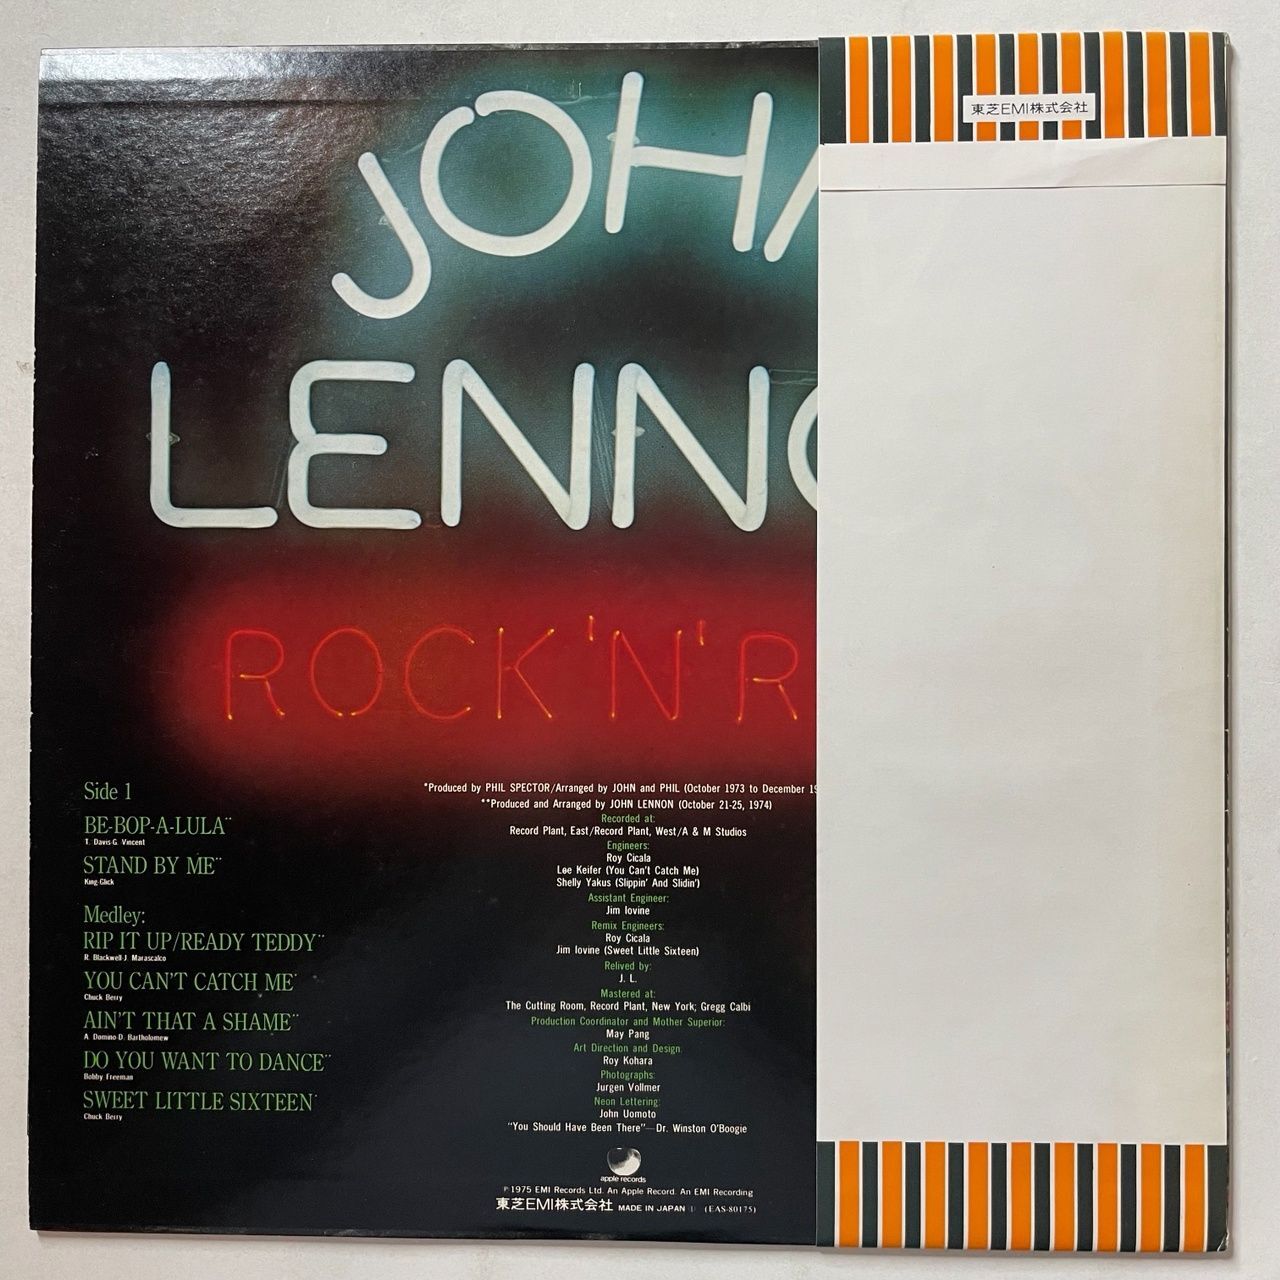 JOHN
LENNO
ROCK'N'R
東芝EMI株式会社
Side 1
BE-BOP-A-LULA**
T. Davis-G. Vincent
STAND BY ME**
King-Glick
Medley:
RIP IT UP/READY TEDDY**
R. Blackwell-J. Marascalco
YOU CAN'T CATCH ME*
Chuck Berry
AIN'T THAT A SHAME**
A. Domino-D. Bartholomew
DO YOU WANT TO DANCE**
Bobby Freeman
SWEET LITTLE SIXTEEN*
Chuck Berry
*Produced by PHIL SPECTOR/Arranged by JOHN and PHIL (October 1973 to December 19
**Produced and Arranged by JOHN LENNON (October 21-25, 1974)
Recorded at:
Record Plant, East/Record Plant, West/A & M Studios
Engineers:
Roy Cicala
Lee Keifer (You Can't Catch Me)
Shelly Yakus (Slippin' And Slidin')
Assistant Engineer:
Jim Iovine
Remix Engineers:
Roy Cicala
Jim Iovine (Sweet Little Sixteen)
Relived by:
J. L.
Mastered at:
The Cutting Room, Record Plant, New York; Gregg Calbi
Production Coordinator and Mother Superior:
May Pang
Art Direction and Design:
Roy Kohara
Photographs:
Jurgen Vollmer
Neon Lettering:
John Uomoto
"You Should Have Been There"—Dr. Winston O'Boogie
apple records
℗1975 EMI Records Ltd. An Apple Record. An EMI Recording
東芝EMI株式会社 MADE IN JAPAN (EAS-80175)